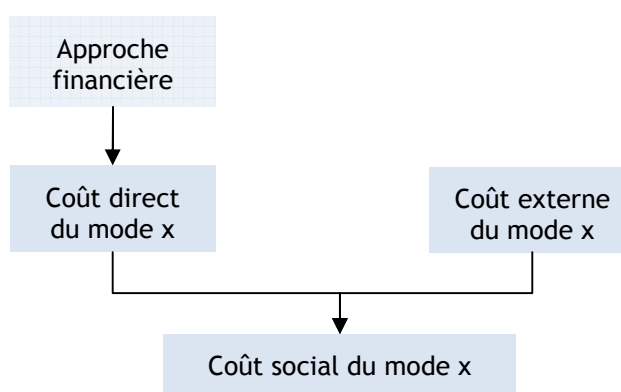 Approche
financière
Coût direct
du mode x
Coût externe
du mode x
Coût social du mode x